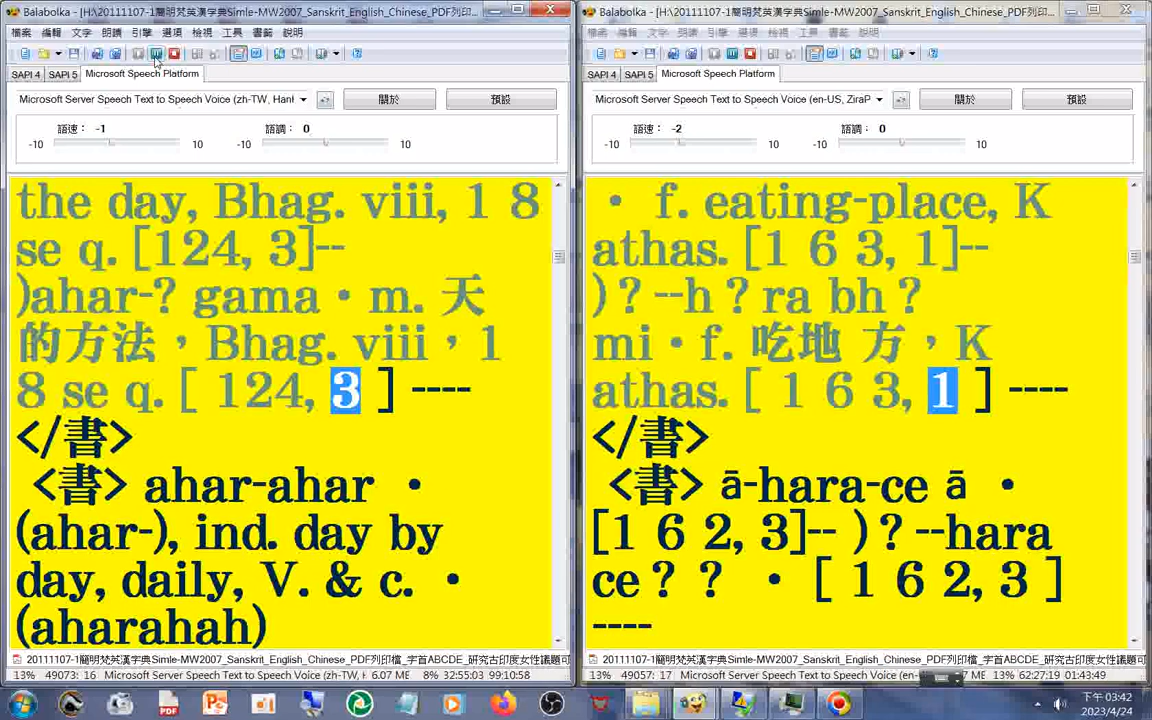 Balabolka - [H:\20111107-1簡明梵英漢字典Simle-MW2007_Sanskrit_English_Chinese_PDF列印...
檔案 編輯 文字 朗讀 引擎 選項 檢視 工具 書籤 說明
SAPI 4 SAPI 5 Microsoft Speech Platform
Microsoft Server Speech Text to Speech Voice (zh-TW, Hanl
關於 預設
語速： -1 語調： 0
-10 10 -10 10
the day, Bhag. viii, 1 8
se q. [124, 3]--
)ahar-? gama • m. 天
的方法，Bhag. viii，1
8 se q. [ 124, 3 ] ----
</書>
<書> ahar-ahar •
(ahar-), ind. day by
day, daily, V. & c. •
(aharahah)
20111107-1簡明梵英漢字典Simle-MW2007_Sanskrit_English_Chinese_PDF列印檔_字首ABCDE_研究古印度女性議題可
13% 49073: 16 Microsoft Server Speech Text to Speech Voice (zh-TW, H 6.07 ME 8% 32:55:03 99:10:58
Balabolka - [H:\20111107-1簡明梵英漢字典Simle-MW2007_Sanskrit_English_Chinese_PDF列印...
檔案 編輯 文字 朗讀 引擎 選項 檢視 工具 書籤 說明
SAPI 4 SAPI 5 Microsoft Speech Platform
Microsoft Server Speech Text to Speech Voice (en-US, ZiraP
關於 預設
語速： -2 語調： 0
-10 10 -10 10
• f. eating-place, K
athas. [1 6 3, 1]--
)？--h？ra bh？
mi • f. 吃地 方，K
athas. [ 1 6 3, 1 ] ----
</書>
<書> ā-hara-ce ā •
[1 6 2, 3]-- )？--hara
ce？？ • [ 1 6 2, 3 ]
----
20111107-1簡明梵英漢字典Simle-MW2007_Sanskrit_English_Chinese_PDF列印檔_字首ABCDE_研究古印度女性議題可
13% 49057: 17 Microsoft Server Speech Text to Speech Vo 13% 62:27:19 01:43:49
下午 03:42
2023/4/24